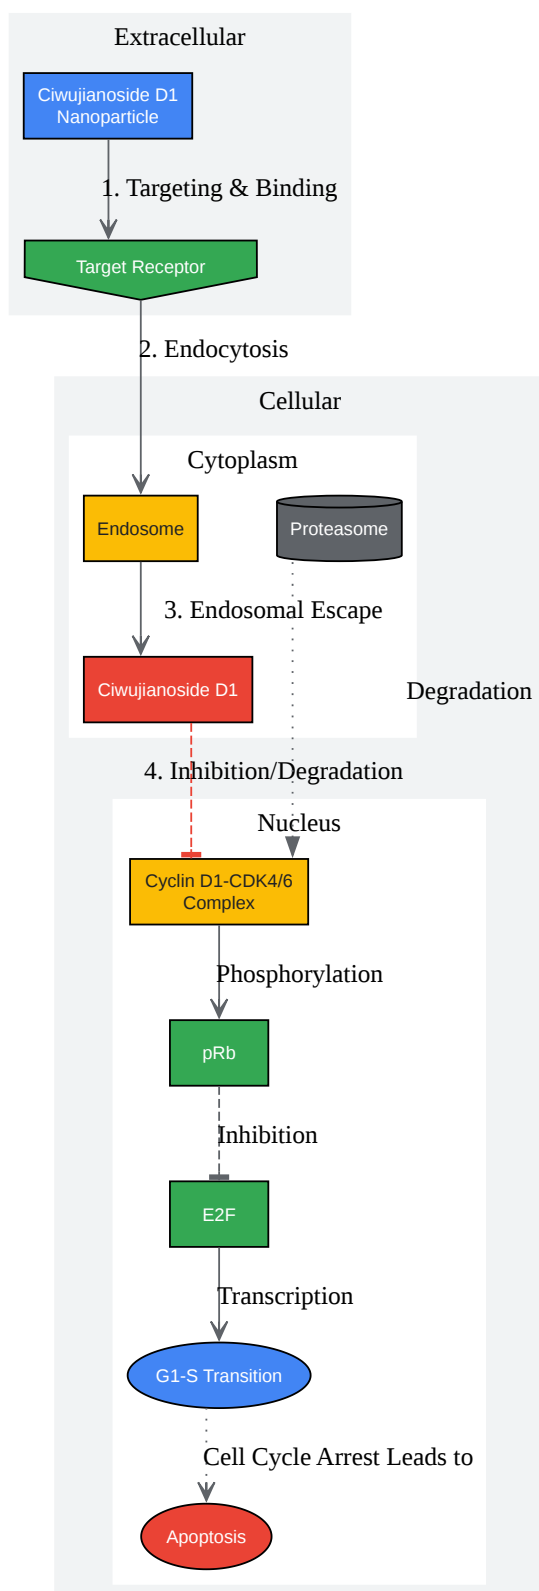 Extracellular
Ciwujianoside D1
Nanoparticle
1. Targeting & Binding
Target Receptor
2. Endocytosis
Cellular
Cytoplasm
Endosome
Proteasome
3. Endosomal Escape
Ciwujianoside D1
Degradation
4. Inhibition/Degradation
Nucleus
Cyclin D1-CDK4/6
Complex
Phosphorylation
pRb
Inhibition
E2F
Transcription
G1-S Transition
Cell Cycle Arrest Leads to
Apoptosis